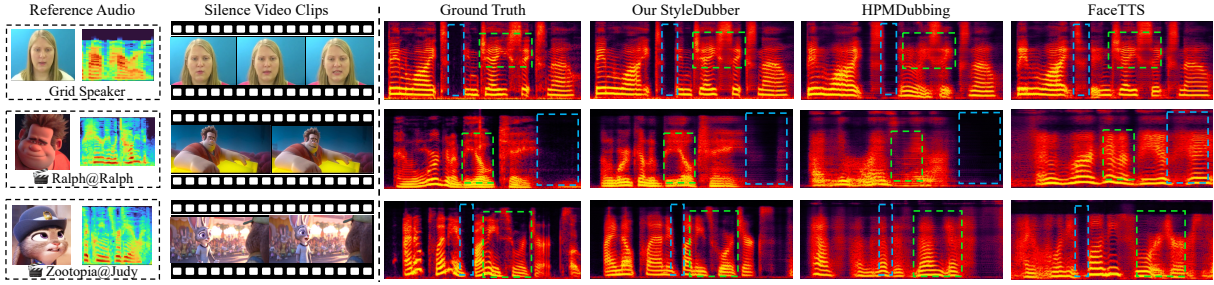 Reference Audio Silence Video Clips Ground Truth Our StyleDubber HPMDubbing FaceTTS
Grid Speaker
Ralph@Ralph
Zootopia@Judy